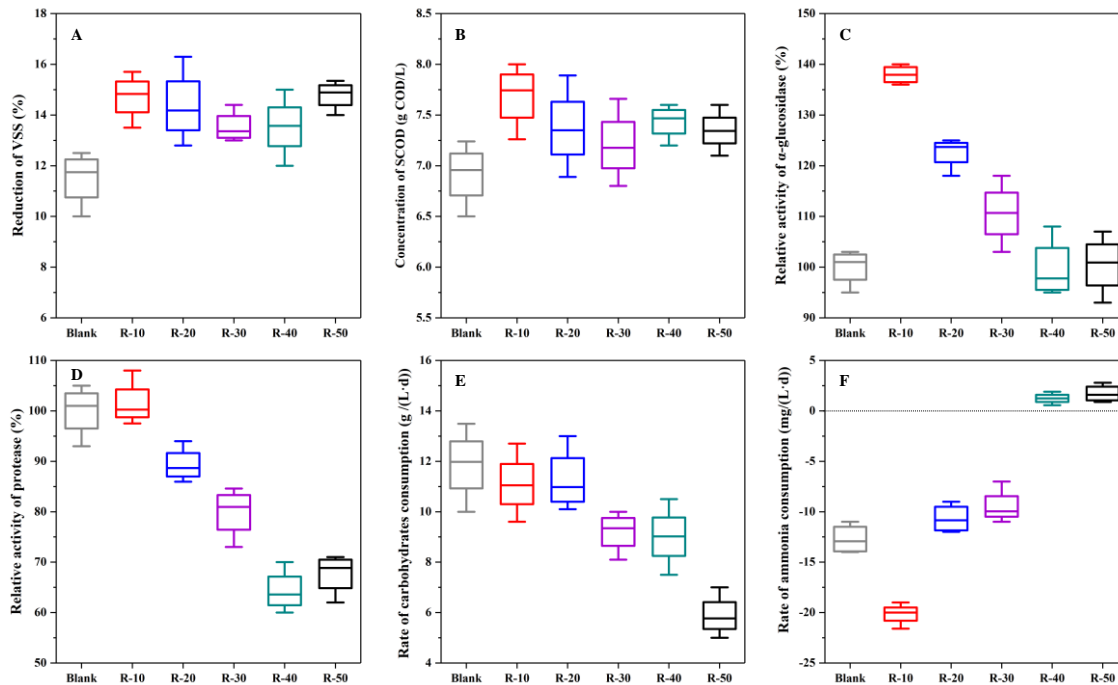 A
Reduction of VSS (%)
18
16
14
12
10
8
6
Blank R-10 R-20 R-30 R-40 R-50
B
Concentration of SCOD (g COD/L)
8.5
8.0
7.5
7.0
6.5
6.0
5.5
Blank R-10 R-20 R-30 R-40 R-50
C
Relative activity of α-glucosidase (%)
150
140
130
120
110
100
90
Blank R-10 R-20 R-30 R-40 R-50
D
Relative activity of protease (%)
110
100
90
80
70
60
50
Blank R-10 R-20 R-30 R-40 R-50
E
Rate of carbohydrates consumption (g /(L·d))
16
14
12
10
8
6
4
Blank R-10 R-20 R-30 R-40 R-50
F
Rate of ammonia consumption (mg/(L·d))
5
0
-5
-10
-15
-20
-25
Blank R-10 R-20 R-30 R-40 R-50